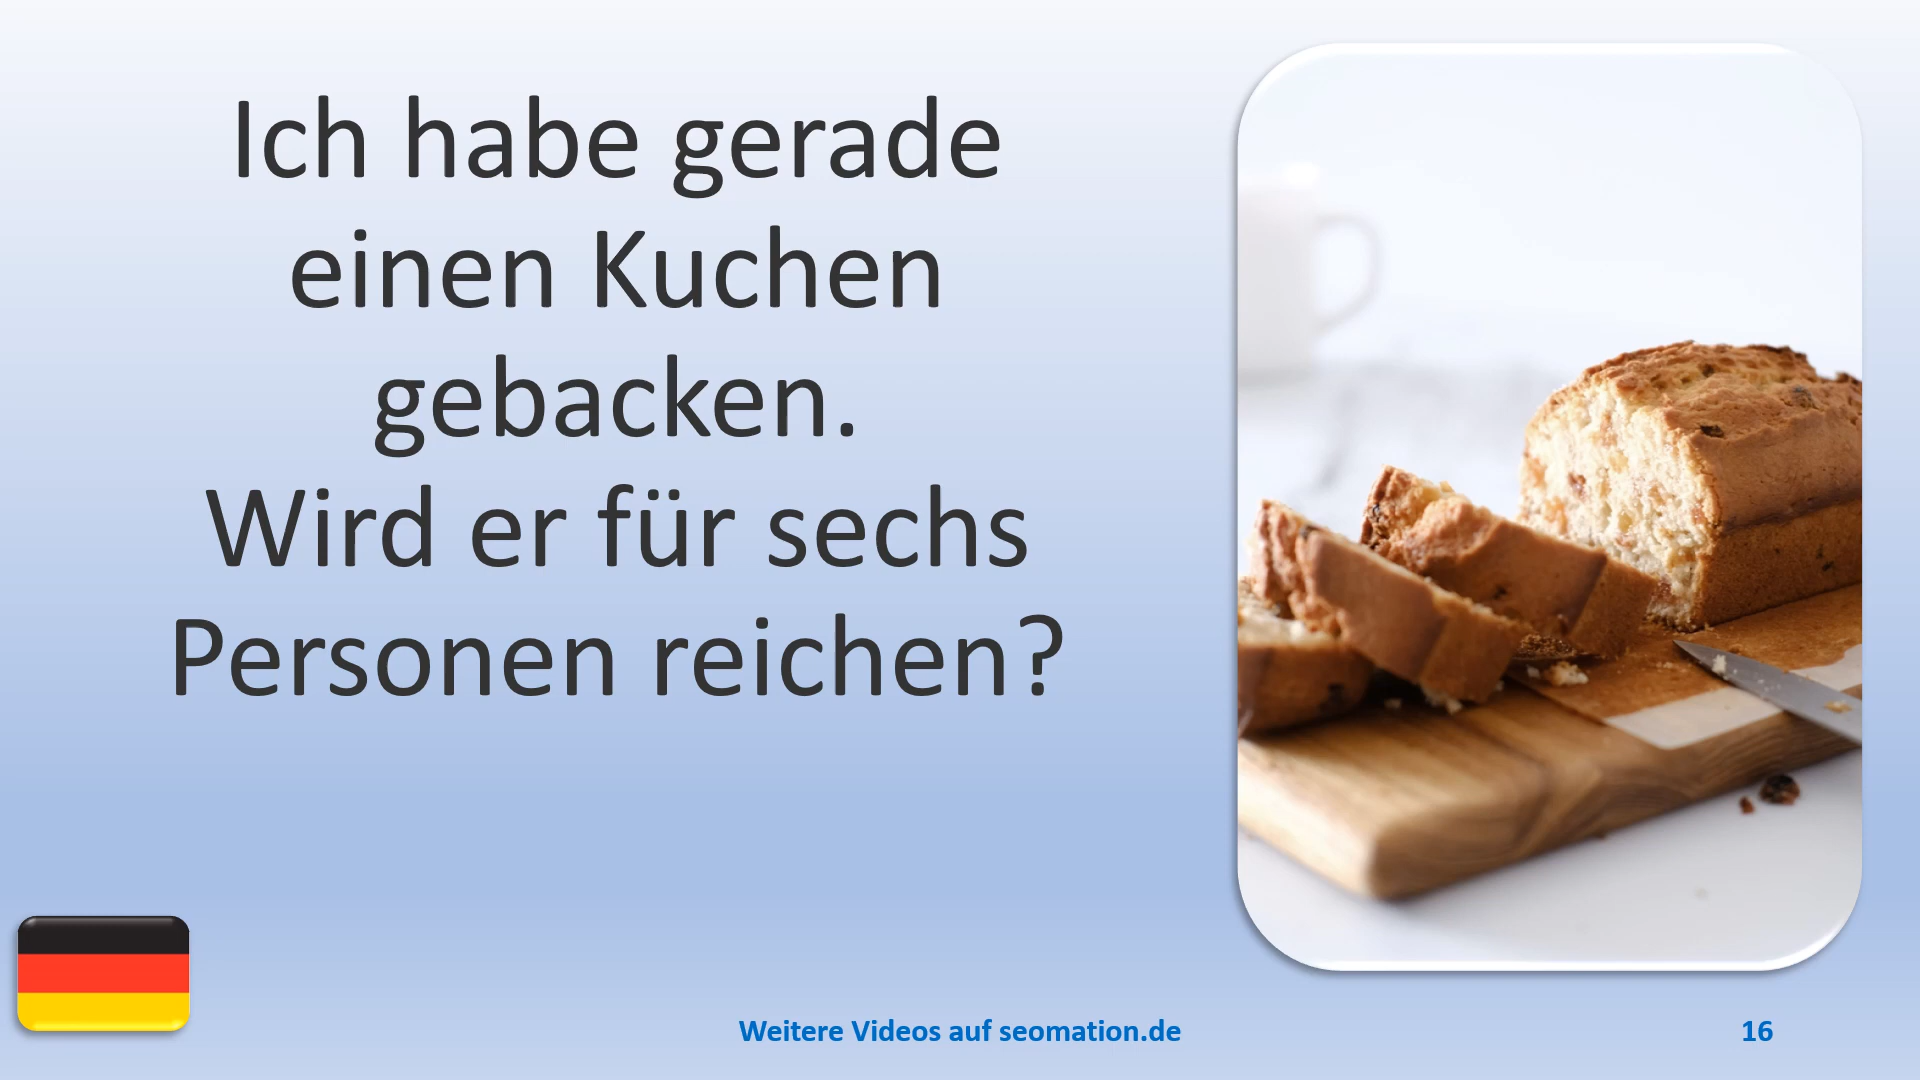 Ich habe gerade
einen Kuchen
gebacken.
Wird er für sechs
Personen reichen?
Weitere Videos auf seomation.de
16